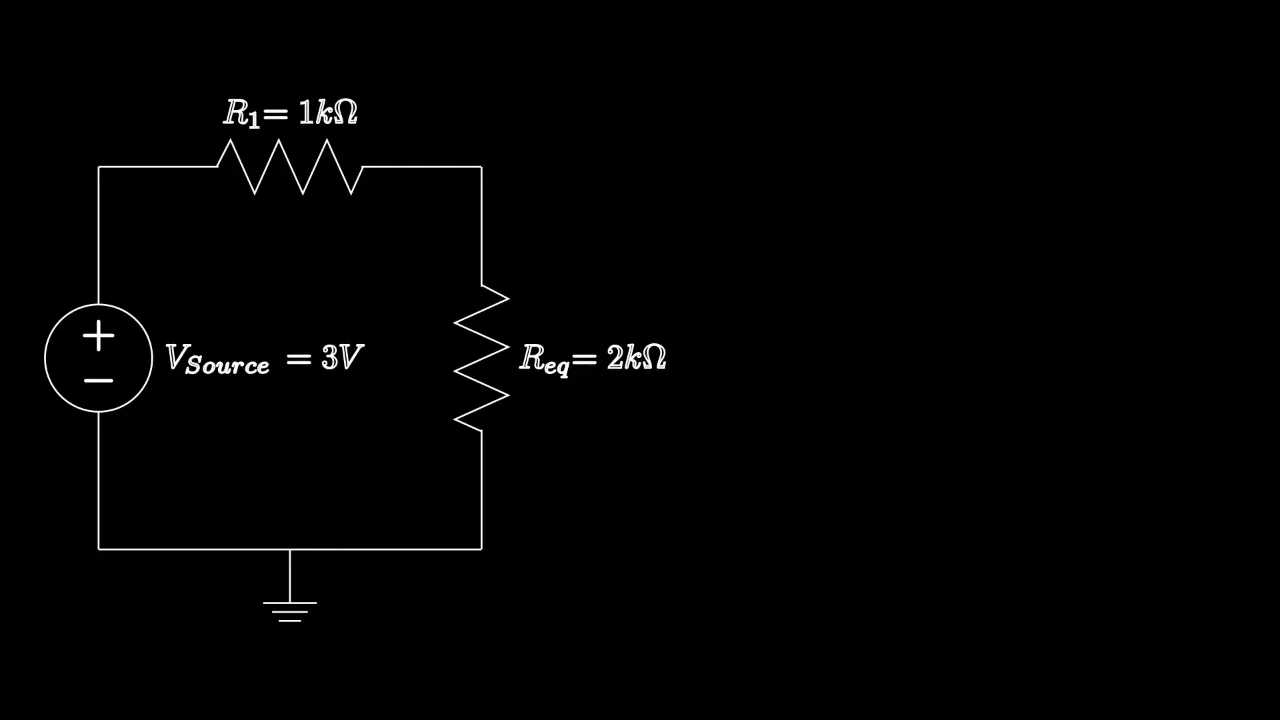 R₁= 1kΩ
+
−
V_Source = 3V
R_eq= 2kΩ